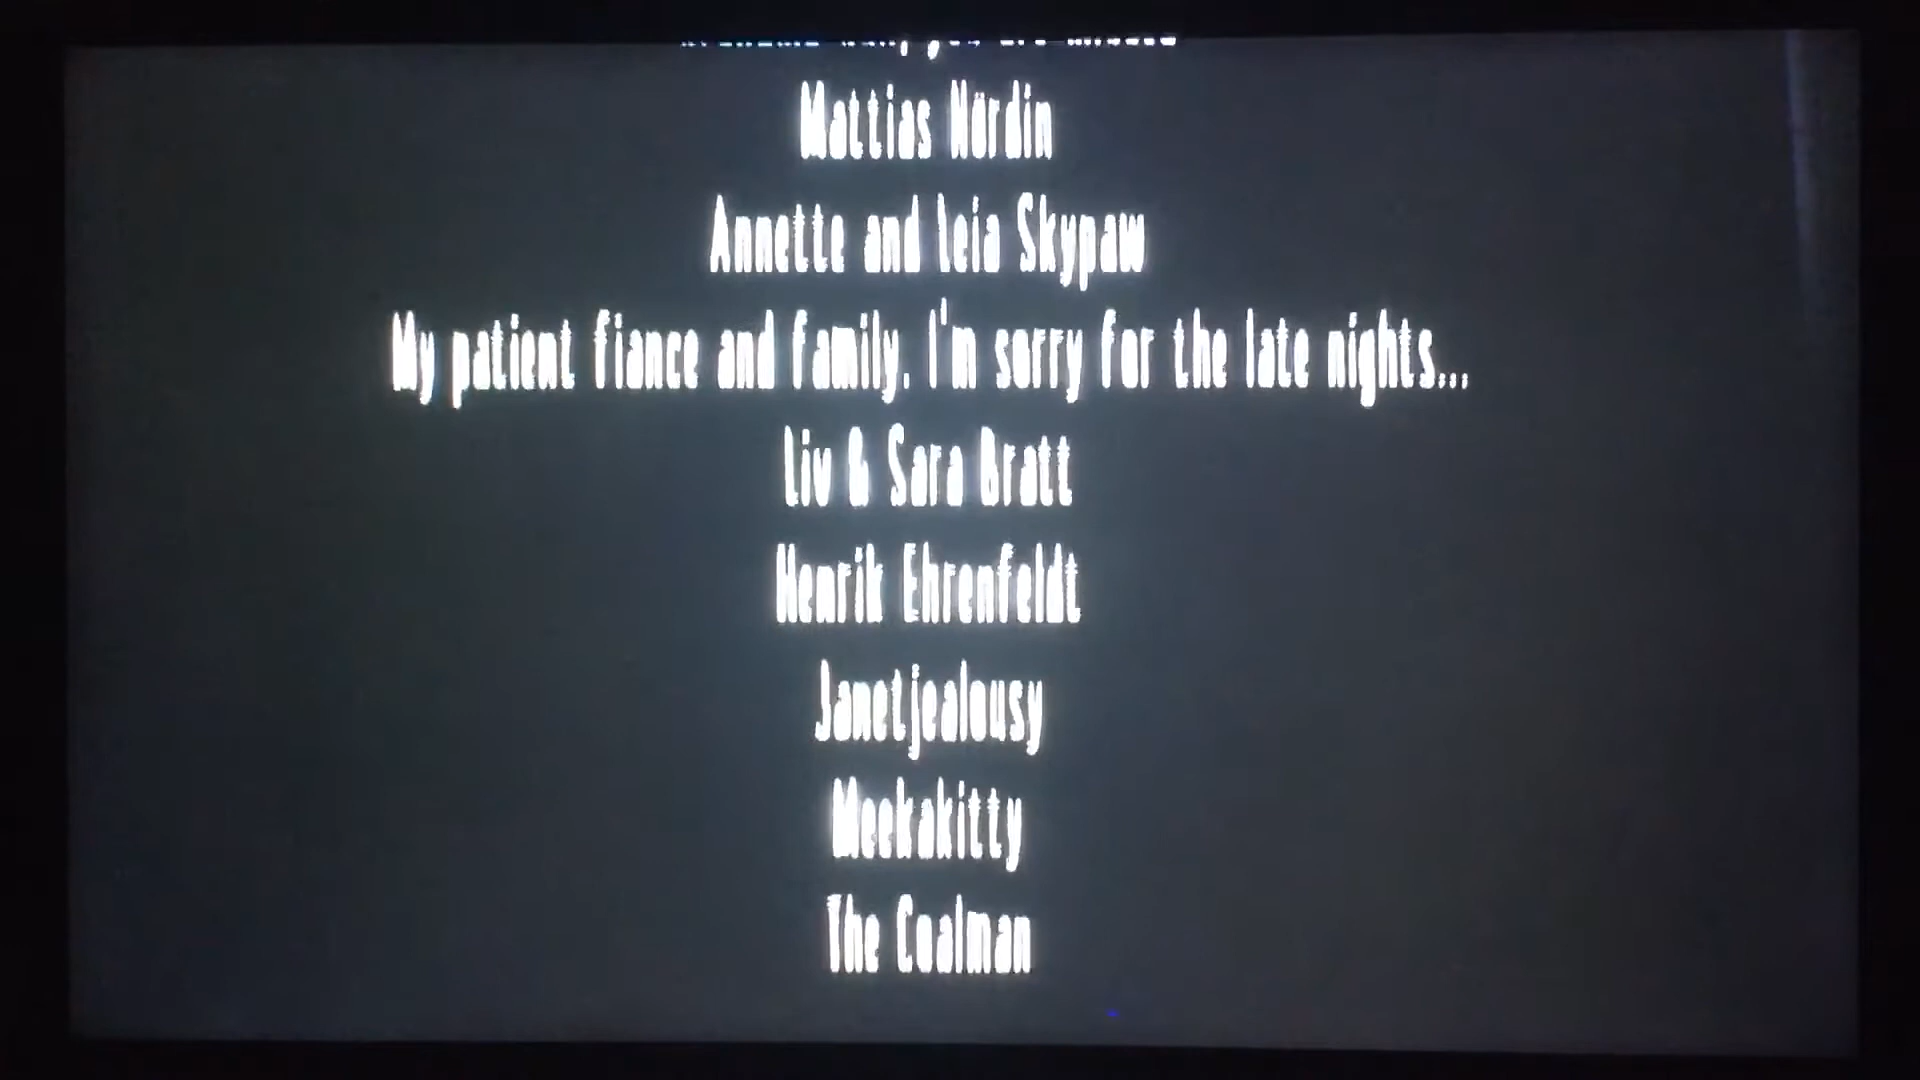 Mattias Nördin
Annette and Leia Skypaw
My patient fiance and family. I'm sorry for the late nights...
Liv & Sara Bratt
Henrik Ehrenfeldt
Janetjealousy
Meekakitty
The Coalman